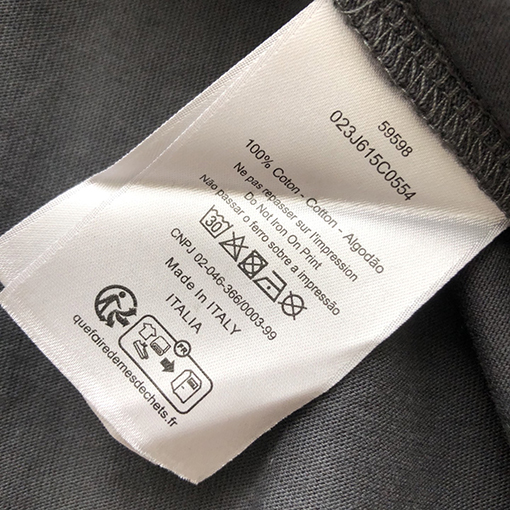 59598
023J615C0554
100% Coton - Cotton - Algodão
Ne pas repasser sur l'impression
Do Not Iron On Print
Não passar o ferro sobre a impressão
30
CNPJ 02-046-366/0003-99
Made In ITALY
ITALIA
FR
quefairedemesdechets.fr